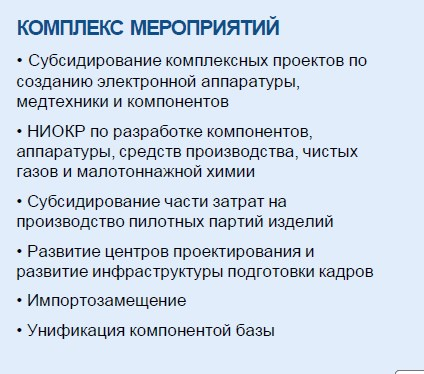 КОМПЛЕКС МЕРОПРИЯТИЙ
• Субсидирование комплексных проектов по
созданию электронной аппаратуры,
медтехники и компонентов
• НИОКР по разработке компонентов,
аппаратуры, средств производства, чистых
газов и малотоннажной химии
• Субсидирование части затрат на
производство пилотных партий изделий
• Развитие центров проектирования и
развитие инфраструктуры подготовки кадров
• Импортозамещение
• Унификация компонентой базы